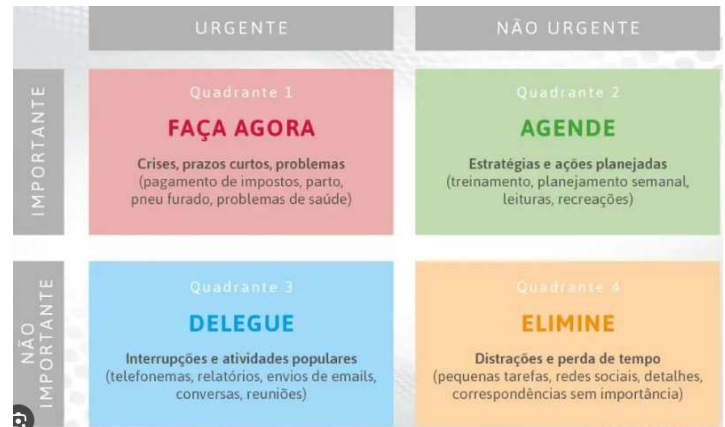 URGENTE
NÃO URGENTE
IMPORTANTE
Quadrante 1
FAÇA AGORA
Crises, prazos curtos, problemas
(pagamento de impostos, parto,
pneu furado, problemas de saúde)
Quadrante 2
AGENDE
Estratégias e ações planejadas
(treinamento, planejamento semanal,
leituras, recreações)
NÃO
IMPORTANTE
Quadrante 3
DELEGUE
Interrupções e atividades populares
(telefonemas, relatórios, envios de emails,
conversas, reuniões)
Quadrante 4
ELIMINE
Distrações e perda de tempo
(pequenas tarefas, redes sociais, detalhes,
correspondências sem importância)